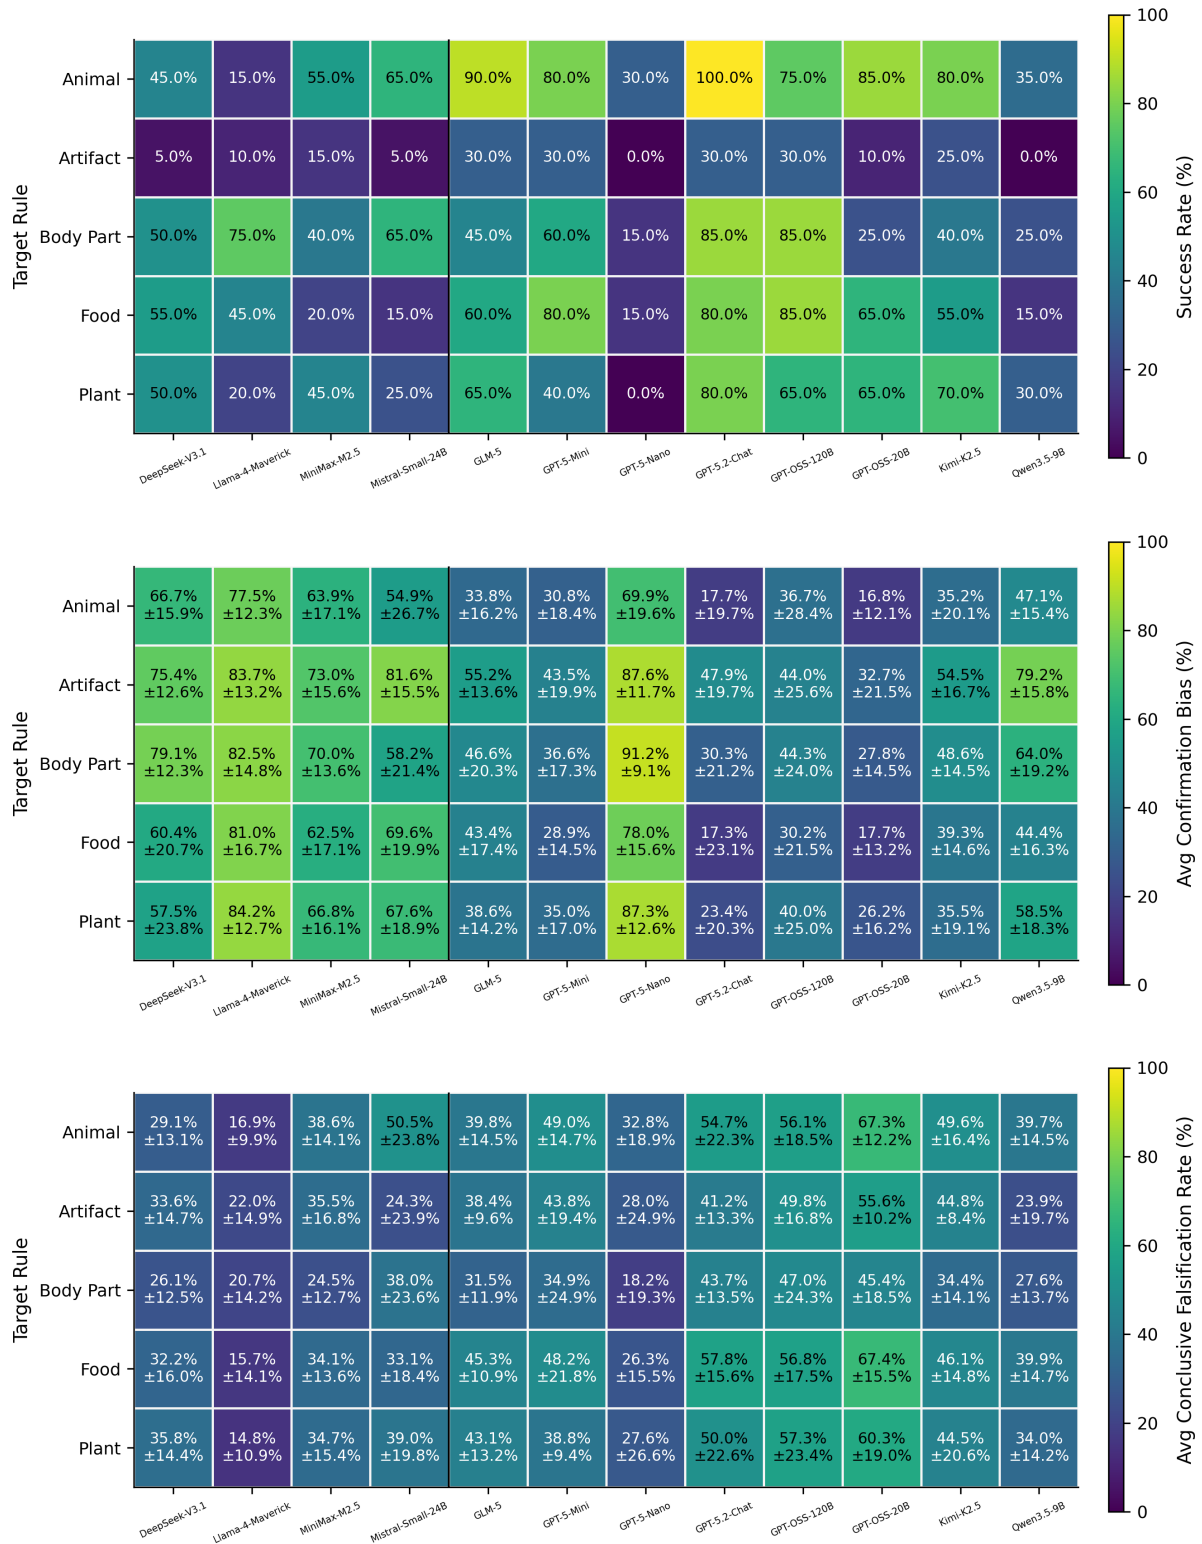 100
Animal 45.0% 15.0% 55.0% 65.0% 90.0% 80.0% 30.0% 100.0% 75.0% 85.0% 80.0% 35.0%
80
Artifact 5.0% 10.0% 15.0% 5.0% 30.0% 30.0% 0.0% 30.0% 30.0% 10.0% 25.0% 0.0%
60
Target Rule
Success Rate (%)
Body Part 50.0% 75.0% 40.0% 65.0% 45.0% 60.0% 15.0% 85.0% 85.0% 25.0% 40.0% 25.0%
40
Food 55.0% 45.0% 20.0% 15.0% 60.0% 80.0% 15.0% 80.0% 85.0% 65.0% 55.0% 15.0%
20
Plant 50.0% 20.0% 45.0% 25.0% 65.0% 40.0% 0.0% 80.0% 65.0% 65.0% 70.0% 30.0%
0
DeepSeek-V3.1 Llama-4-Maverick MiniMax-M2.5 Mistral-Small-24B GLM-5 GPT-5-Mini GPT-5-Nano GPT-5.2-Chat GPT-OSS-120B GPT-OSS-20B Kimi-K2.5 Qwen3.5-9B
100
66.7% 77.5% 63.9% 54.9% 33.8% 30.8% 69.9% 17.7% 36.7% 16.8% 35.2% 47.1%
Animal
±15.9% ±12.3% ±17.1% ±26.7% ±16.2% ±18.4% ±19.6% ±19.7% ±28.4% ±12.1% ±20.1% ±15.4%
80
75.4% 83.7% 73.0% 81.6% 55.2% 43.5% 87.6% 47.9% 44.0% 32.7% 54.5% 79.2%
Artifact
±12.6% ±13.2% ±15.6% ±15.5% ±13.6% ±19.9% ±11.7% ±19.7% ±25.6% ±21.5% ±16.7% ±15.8%
60
Target Rule
Avg Confirmation Bias (%)
79.1% 82.5% 70.0% 58.2% 46.6% 36.6% 91.2% 30.3% 44.3% 27.8% 48.6% 64.0%
Body Part
±12.3% ±14.8% ±13.6% ±21.4% ±20.3% ±17.3% ±9.1% ±21.2% ±24.0% ±14.5% ±14.5% ±19.2%
40
60.4% 81.0% 62.5% 69.6% 43.4% 28.9% 78.0% 17.3% 30.2% 17.7% 39.3% 44.4%
Food
±20.7% ±16.7% ±17.1% ±19.9% ±17.4% ±14.5% ±15.6% ±23.1% ±21.5% ±13.2% ±14.6% ±16.3%
20
57.5% 84.2% 66.8% 67.6% 38.6% 35.0% 87.3% 23.4% 40.0% 26.2% 35.5% 58.5%
Plant
±23.8% ±12.7% ±16.1% ±18.9% ±14.2% ±17.0% ±12.6% ±20.3% ±25.0% ±16.2% ±19.1% ±18.3%
0
DeepSeek-V3.1 Llama-4-Maverick MiniMax-M2.5 Mistral-Small-24B GLM-5 GPT-5-Mini GPT-5-Nano GPT-5.2-Chat GPT-OSS-120B GPT-OSS-20B Kimi-K2.5 Qwen3.5-9B
100
29.1% 16.9% 38.6% 50.5% 39.8% 49.0% 32.8% 54.7% 56.1% 67.3% 49.6% 39.7%
Animal
±13.1% ±9.9% ±14.1% ±23.8% ±14.5% ±14.7% ±18.9% ±22.3% ±18.5% ±12.2% ±16.4% ±14.5%
80
33.6% 22.0% 35.5% 24.3% 38.4% 43.8% 28.0% 41.2% 49.8% 55.6% 44.8% 23.9%
Artifact
±14.7% ±14.9% ±16.8% ±23.9% ±9.6% ±19.4% ±24.9% ±13.3% ±16.8% ±10.2% ±8.4% ±19.7%
60
Target Rule
Avg Conclusive Falsification Rate (%)
26.1% 20.7% 24.5% 38.0% 31.5% 34.9% 18.2% 43.7% 47.0% 45.4% 34.4% 27.6%
Body Part
±12.5% ±14.2% ±12.7% ±23.6% ±11.9% ±24.9% ±19.3% ±13.5% ±24.3% ±18.5% ±14.1% ±13.7%
40
32.2% 15.7% 34.1% 33.1% 45.3% 48.2% 26.3% 57.8% 56.8% 67.4% 46.1% 39.9%
Food
±16.0% ±14.1% ±13.6% ±18.4% ±10.9% ±21.8% ±15.5% ±15.6% ±17.5% ±15.5% ±14.8% ±14.7%
20
35.8% 14.8% 34.7% 39.0% 43.1% 38.8% 27.6% 50.0% 57.3% 60.3% 44.5% 34.0%
Plant
±14.4% ±10.9% ±15.4% ±19.8% ±13.2% ±9.4% ±26.6% ±22.6% ±23.4% ±19.0% ±20.6% ±14.2%
0
DeepSeek-V3.1 Llama-4-Maverick MiniMax-M2.5 Mistral-Small-24B GLM-5 GPT-5-Mini GPT-5-Nano GPT-5.2-Chat GPT-OSS-120B GPT-OSS-20B Kimi-K2.5 Qwen3.5-9B